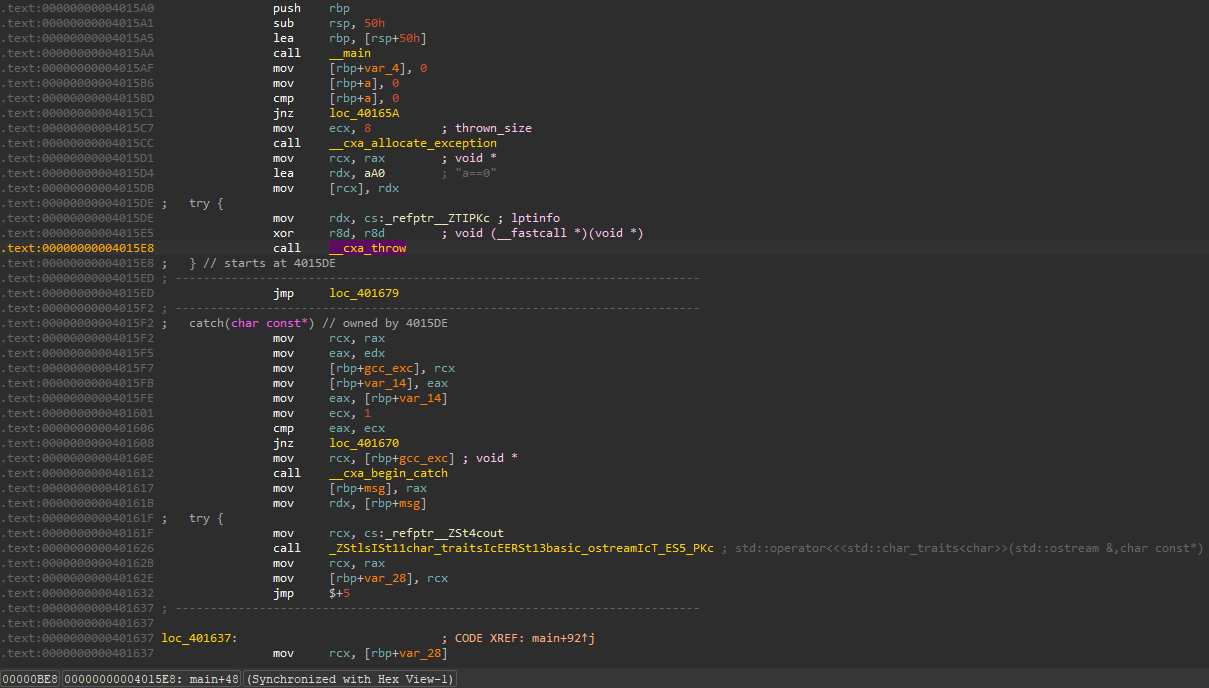 .text:00000000004015A0 push rbp
.text:00000000004015A1 sub rsp, 50h
.text:00000000004015A5 lea rbp, [rsp+50h]
.text:00000000004015AA call __main
.text:00000000004015AF mov [rbp+var_4], 0
.text:00000000004015B6 mov [rbp+a], 0
.text:00000000004015BD cmp [rbp+a], 0
.text:00000000004015C1 jnz loc_40165A
.text:00000000004015C7 mov ecx, 8 ; thrown_size
.text:00000000004015CC call __cxa_allocate_exception
.text:00000000004015D1 mov rcx, rax ; void *
.text:00000000004015D4 lea rdx, aA0 ; "a==0"
.text:00000000004015DB mov [rcx], rdx
.text:00000000004015DE ; try {
.text:00000000004015DE mov rdx, cs:_refptr__ZTIPKc ; lptinfo
.text:00000000004015E5 xor r8d, r8d ; void (__fastcall *)(void *)
.text:00000000004015E8 call __cxa_throw
.text:00000000004015E8 ; } // starts at 4015DE
.text:00000000004015ED ; ---------------------------------------------------------------------------
.text:00000000004015ED jmp loc_401679
.text:00000000004015F2 ; ---------------------------------------------------------------------------
.text:00000000004015F2 ; catch(char const*) // owned by 4015DE
.text:00000000004015F2 mov rcx, rax
.text:00000000004015F5 mov eax, edx
.text:00000000004015F7 mov [rbp+gcc_exc], rcx
.text:00000000004015FB mov [rbp+var_14], eax
.text:00000000004015FE mov eax, [rbp+var_14]
.text:0000000000401601 mov ecx, 1
.text:0000000000401606 cmp eax, ecx
.text:0000000000401608 jnz loc_401670
.text:000000000040160E mov rcx, [rbp+gcc_exc] ; void *
.text:0000000000401612 call __cxa_begin_catch
.text:0000000000401617 mov [rbp+msg], rax
.text:000000000040161B mov rdx, [rbp+msg]
.text:000000000040161F ; try {
.text:000000000040161F mov rcx, cs:_refptr__ZSt4cout
.text:0000000000401626 call _ZStlsISt11char_traitsIcEERSt13basic_ostreamIcT_ES5_PKc ; std::operator<<<std::char_traits<char>>(std::ostream &,char const*)
.text:000000000040162B mov rcx, rax
.text:000000000040162E mov [rbp+var_28], rcx
.text:0000000000401632 jmp $+5
.text:0000000000401637 ; ---------------------------------------------------------------------------
.text:0000000000401637
.text:0000000000401637 loc_401637: ; CODE XREF: main+92↑j
.text:0000000000401637 mov rcx, [rbp+var_28]
00000BE8 00000000004015E8: main+48 (Synchronized with Hex View-1)